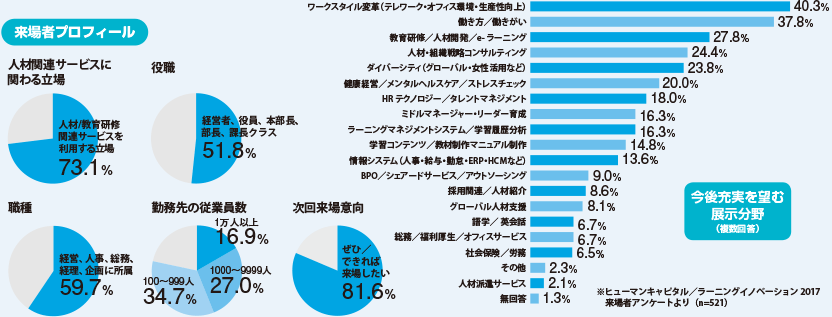 来場者プロフィール
人材関連サービスに
関わる立場
人材/教育研修
関連サービスを
利用する立場
73.1%
役職
経営者、役員、本部長、
部長、課長クラス
51.8%
職種
経営、人事、総務、
経理、企画に所属
59.7%
勤務先の従業員数
1万人以上
16.9%
1000〜9999人
27.0%
100〜999人
34.7%
次回来場意向
ぜひ／
できれば
来場したい
81.6%
ワークスタイル変革（テレワーク・オフィス環境・生産性向上） 40.3%
働き方／働きがい 37.8%
教育研修／人材開発／e-ラーニング 27.8%
人材・組織戦略コンサルティング 24.4%
ダイバーシティ（グローバル・女性活用など） 23.8%
健康経営／メンタルヘルスケア／ストレスチェック 20.0%
HRテクノロジー／タレントマネジメント 18.0%
ミドルマネージャー・リーダー育成 16.3%
ラーニングマネジメントシステム／学習履歴分析 16.3%
学習コンテンツ／教材制作マニュアル制作 14.8%
情報システム（人事・給与・勤怠・ERP・HCMなど） 13.6%
BPO／シェアードサービス／アウトソーシング 9.0%
採用関連／人材紹介 8.6%
グローバル人材支援 8.1%
語学／英会話 6.7%
総務／福利厚生／オフィスサービス 6.7%
社会保険／労務 6.5%
その他 2.3%
人材派遣サービス 2.1%
無回答 1.3%
今後充実を望む
展示分野
（複数回答）
※ヒューマンキャピタル／ラーニングイノベーション2017
来場者アンケートより（n=521）